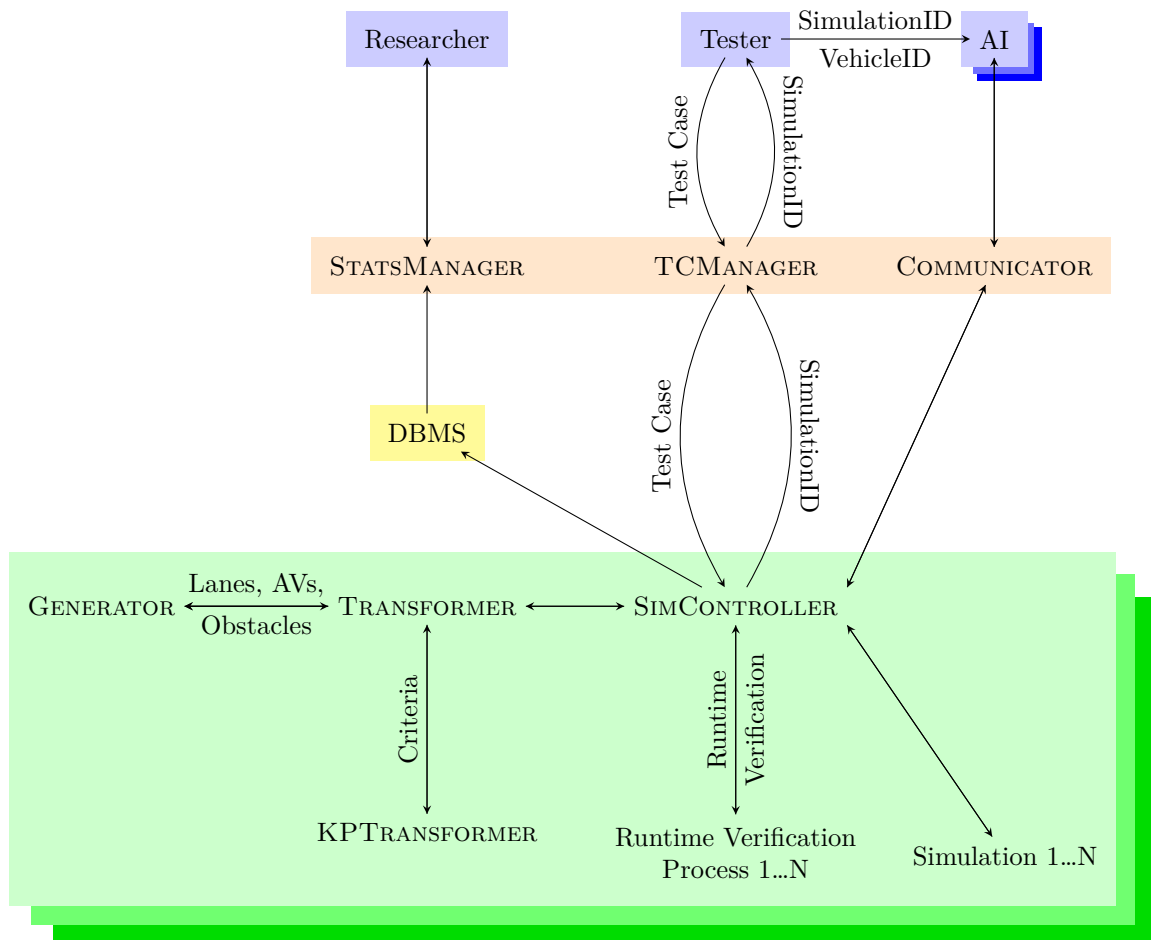 Researcher
Tester
SimulationID
VehicleID
AI
Test Case
SimulationID
STATSMANAGER
TCMANAGER
COMMUNICATOR
DBMS
Test Case
SimulationID
GENERATOR
Lanes, AVs,
Obstacles
TRANSFORMER
SIMCONTROLLER
Criteria
Runtime
Verification
KPTRANSFORMER
Runtime Verification
Process 1...N
Simulation 1...N